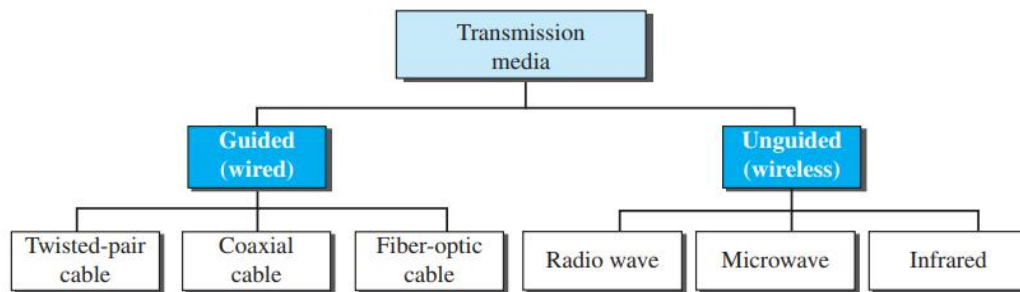 Transmission
media
Guided
(wired)
Unguided
(wireless)
Twisted-pair
cable
Coaxial
cable
Fiber-optic
cable
Radio wave
Microwave
Infrared